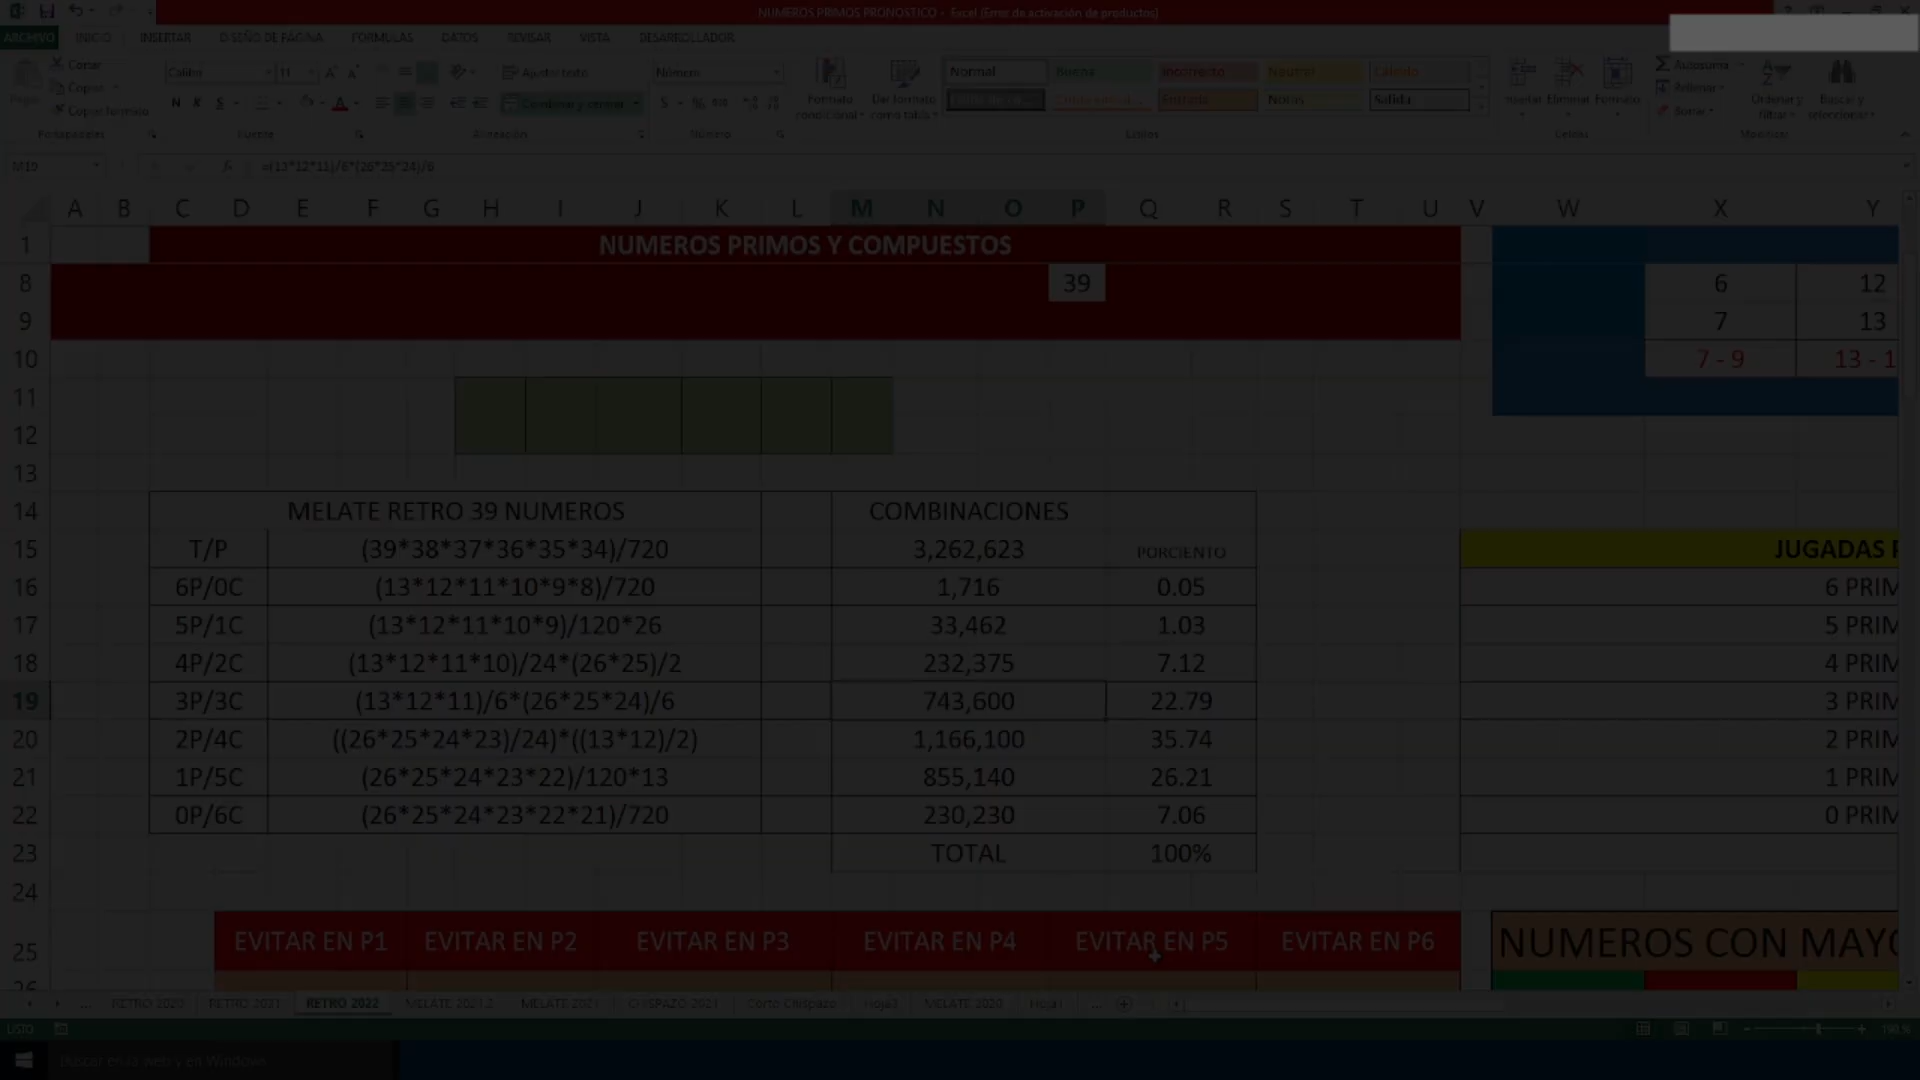 NUMEROS PRIMOS PRONOSTICO - Excel (Error de activación de productos)
ARCHIVO INICIO INSERTAR DISEÑO DE PÁGINA FÓRMULAS DATOS REVISAR VISTA DESARROLLADOR
Cortar Calibri 11 Ajustar texto Número Normal Buena Incorrecto Neutral Cálculo Autosuma
Copiar Rellenar
Copiar formato N K S Combinar y centrar $ % 000 Formato condicional Dar formato como tabla Entrada Notas Salida Insertar Eliminar Formato Borrar Ordenar y filtrar Buscar y seleccionar
Portapapeles Fuente Alineación Número Estilos Celdas Modificar
M19 fx =(13*12*11)/6*(26*25*24)/6
A B C D E F G H I J K L M N O P Q R S T U V W X Y
1 NUMEROS PRIMOS Y COMPUESTOS
8 39 6 12
9 7 13
10 7 - 9 13 - 1
11
12
13
14 MELATE RETRO 39 NUMEROS COMBINACIONES
15 T/P (39*38*37*36*35*34)/720 3,262,623 PORCIENTO JUGADAS
16 6P/0C (13*12*11*10*9*8)/720 1,716 0.05 6 PRIM
17 5P/1C (13*12*11*10*9)/120*26 33,462 1.03 5 PRIM
18 4P/2C (13*12*11*10)/24*(26*25)/2 232,375 7.12 4 PRIM
19 3P/3C (13*12*11)/6*(26*25*24)/6 743,600 22.79 3 PRIM
20 2P/4C ((26*25*24*23)/24)*((13*12)/2) 1,166,100 35.74 2 PRIM
21 1P/5C (26*25*24*23*22)/120*13 855,140 26.21 1 PRIM
22 0P/6C (26*25*24*23*22*21)/720 230,230 7.06 0 PRIM
23 TOTAL 100%
24
25 EVITAR EN P1 EVITAR EN P2 EVITAR EN P3 EVITAR EN P4 EVITAR EN P5 EVITAR EN P6 NUMEROS CON MAYO
26
... RETRO 2020 RETRO 2021 RETRO 2022 MELATE 2021.2 MELATE 2021 CHISPAZO 2021 Corto Chispazo Hoja3 MELATE 2020 Hoja1 ...
LISTO 190 %
Buscar en la web y en Windows